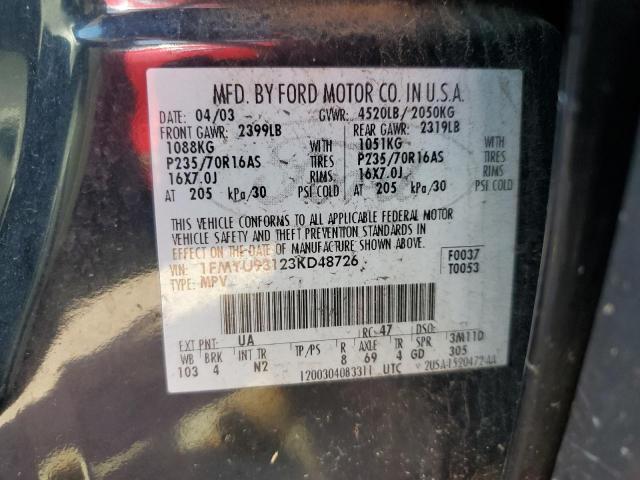 MFD. BY FORD MOTOR CO. IN U.S.A.
DATE: 04/03 GVWR: 4520LB/ 2050KG
FRONT GAWR: 2399LB REAR GAWR: 2319LB
1088KG WITH 1051KG WITH
P235/70R16AS TIRES P235/70R16AS TIRES
16X7.0J RIMS 16X7.0J RIMS
AT 205 kPa/30 PSI COLD AT 205 kPa/30 PSI COLD
THIS VEHICLE CONFORMS TO ALL APPLICABLE FEDERAL MOTOR
VEHICLE SAFETY AND THEFT PREVENTION STANDARDS IN
EFFECT ON THE DATE OF MANUFACTURE SHOWN ABOVE.
VIN: 1FMYU93123KD48726 F0037
TYPE: MPV T0053
EXT PNT: UA RC: 47 DSO:
WB BRK INT TR TP/PS R AXLE TR SPR 3M11D
103 4 N2 8 69 4 GD 305
1200304083311 UTC